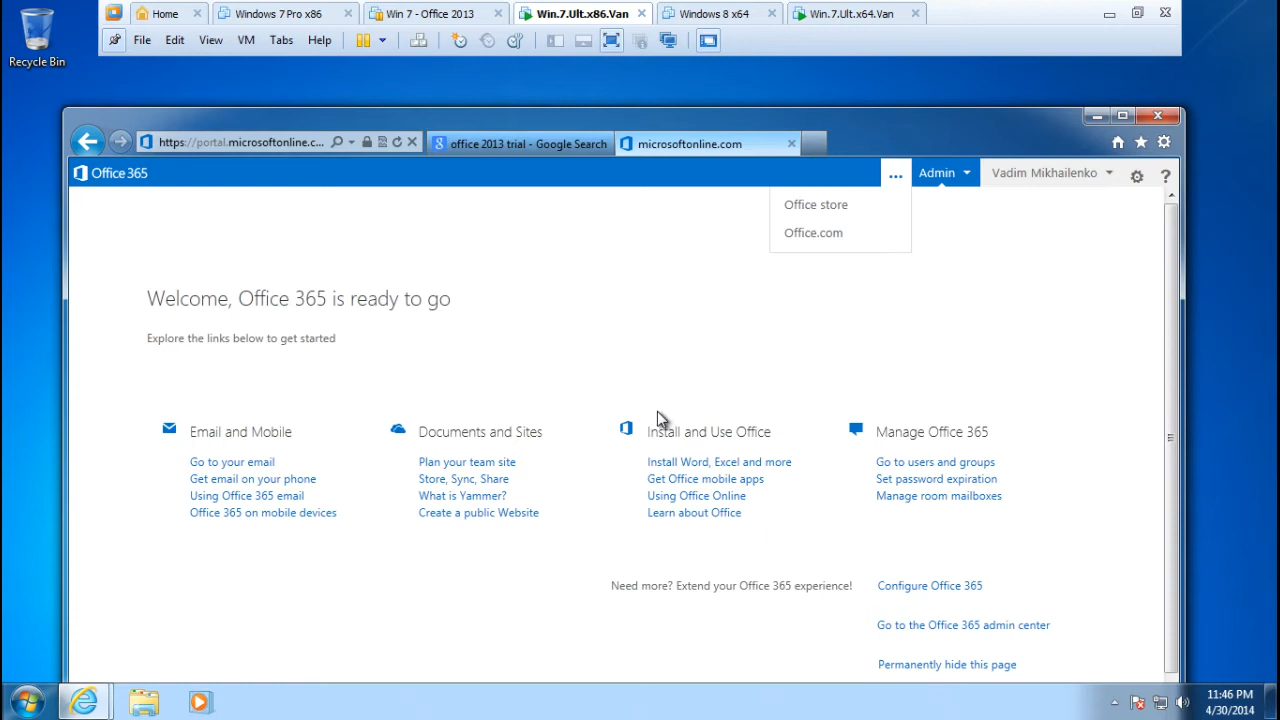 Home
Windows 7 Pro x86
Win 7 - Office 2013
Win.7.Ult.x86.Van
Windows 8 x64
Win.7.Ult.x64.Van
File Edit View VM Tabs Help
Recycle Bin
https://portal.microsoftonline.c...
office 2013 trial - Google Search
microsoftonline.com
Office 365
...
Admin
Vadim Mikhailenko
?
Office store
Office.com
Welcome, Office 365 is ready to go
Explore the links below to get started
Email and Mobile
Go to your email
Get email on your phone
Using Office 365 email
Office 365 on mobile devices
Documents and Sites
Plan your team site
Store, Sync, Share
What is Yammer?
Create a public Website
Install and Use Office
Install Word, Excel and more
Get Office mobile apps
Using Office Online
Learn about Office
Manage Office 365
Go to users and groups
Set password expiration
Manage room mailboxes
Need more? Extend your Office 365 experience!
Configure Office 365
Go to the Office 365 admin center
Permanently hide this page
11:46 PM
4/30/2014